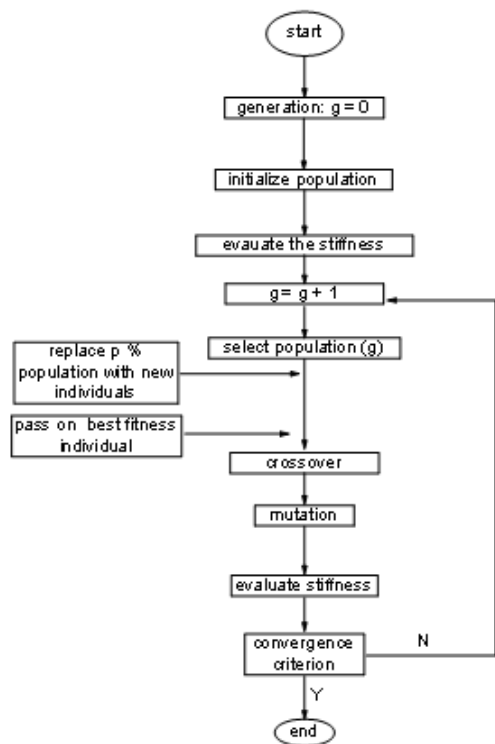 start
generation: g = 0
initialize population
evauate the stiffness
g = g + 1
select population (g)
replace p %
population with new
individuals
pass on best fitness
individual
crossover
mutation
evaluate stiffness
convergence
criterion
N
Y
end